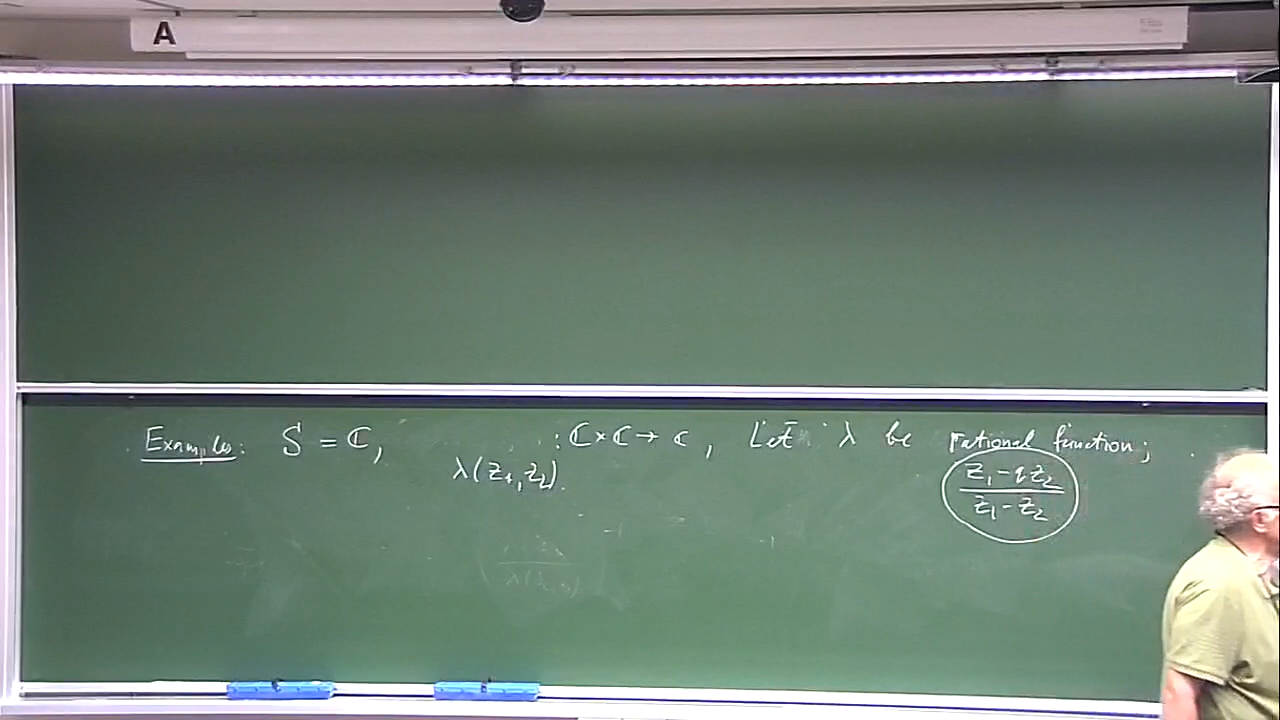 A
Examples: S = ℂ, : ℂ×ℂ → ℂ, Let λ be rational function;
λ(z₁,z₂).
z₁ - q z₂
z₁ - z₂